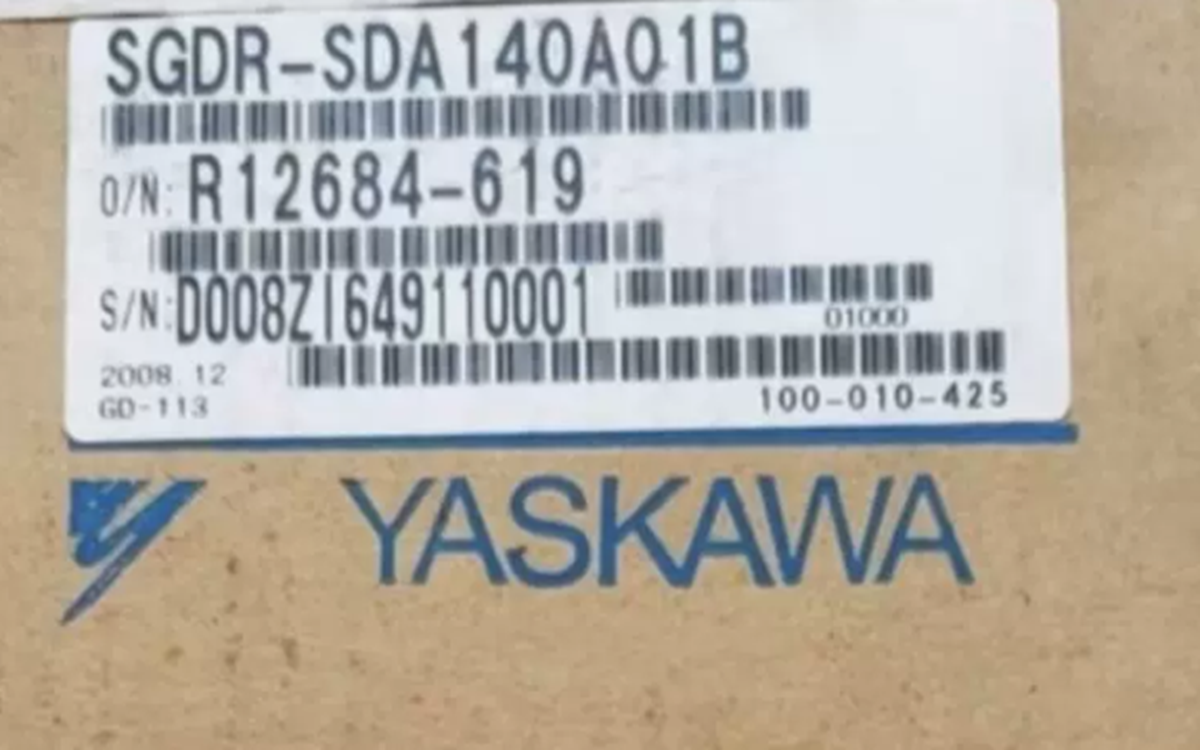 SGDR-SDA140A01B
O/N: R12684-619
S/N: D008Z1649110001
01000
2008.12
GD-113
100-010-425
YASKAWA